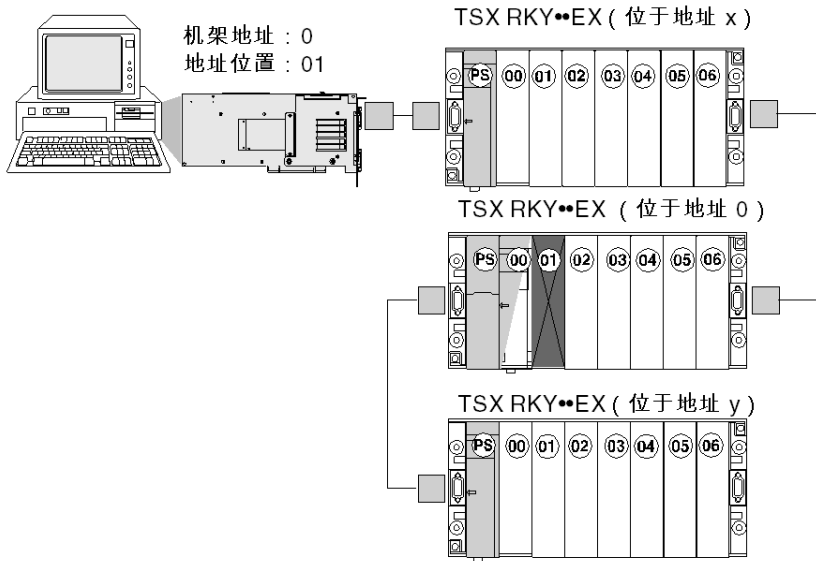 机架地址：0
地址位置：01
TSX RKY••EX ( 位于地址 x )
PS 00 01 02 03 04 05 06
TSX RKY••EX ( 位于地址 0 )
PS 00 01 02 03 04 05 06
TSX RKY••EX ( 位于地址 y )
PS 00 01 02 03 04 05 06